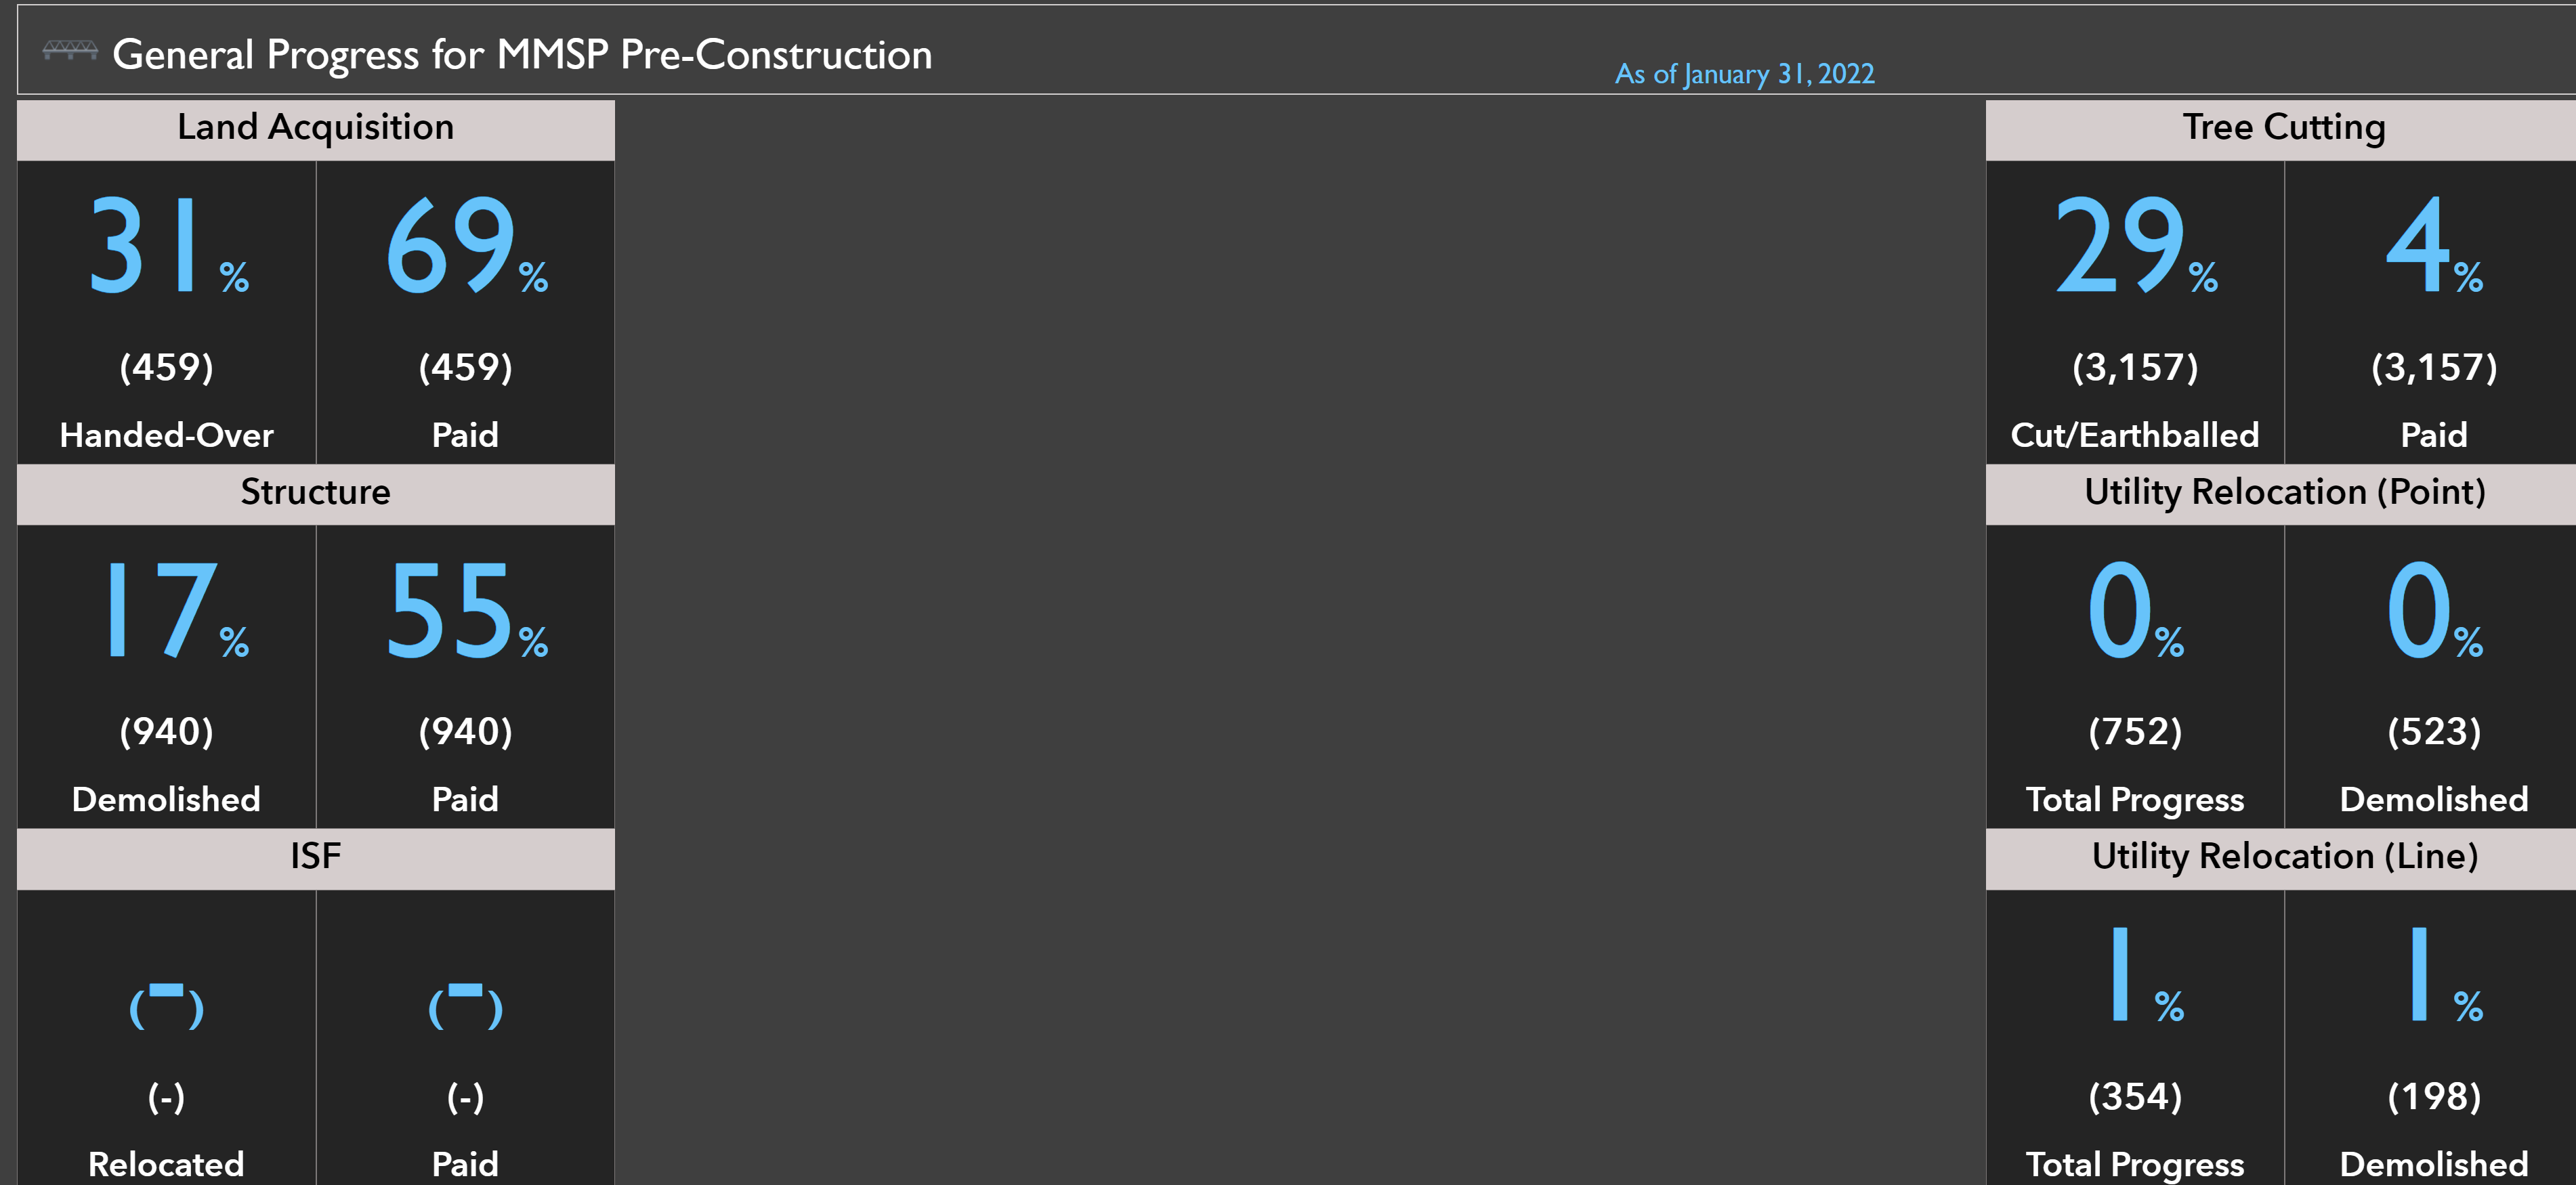 General Progress for MMSP Pre-Construction
As of January 31, 2022
Land Acquisition
31% 69%
(459) (459)
Handed-Over Paid
Structure
17% 55%
(940) (940)
Demolished Paid
ISF
(-) (-)
(-) (-)
Relocated Paid
Tree Cutting
29% 4%
(3,157) (3,157)
Cut/Earthballed Paid
Utility Relocation (Point)
0% 0%
(752) (523)
Total Progress Demolished
Utility Relocation (Line)
1% 1%
(354) (198)
Total Progress Demolished